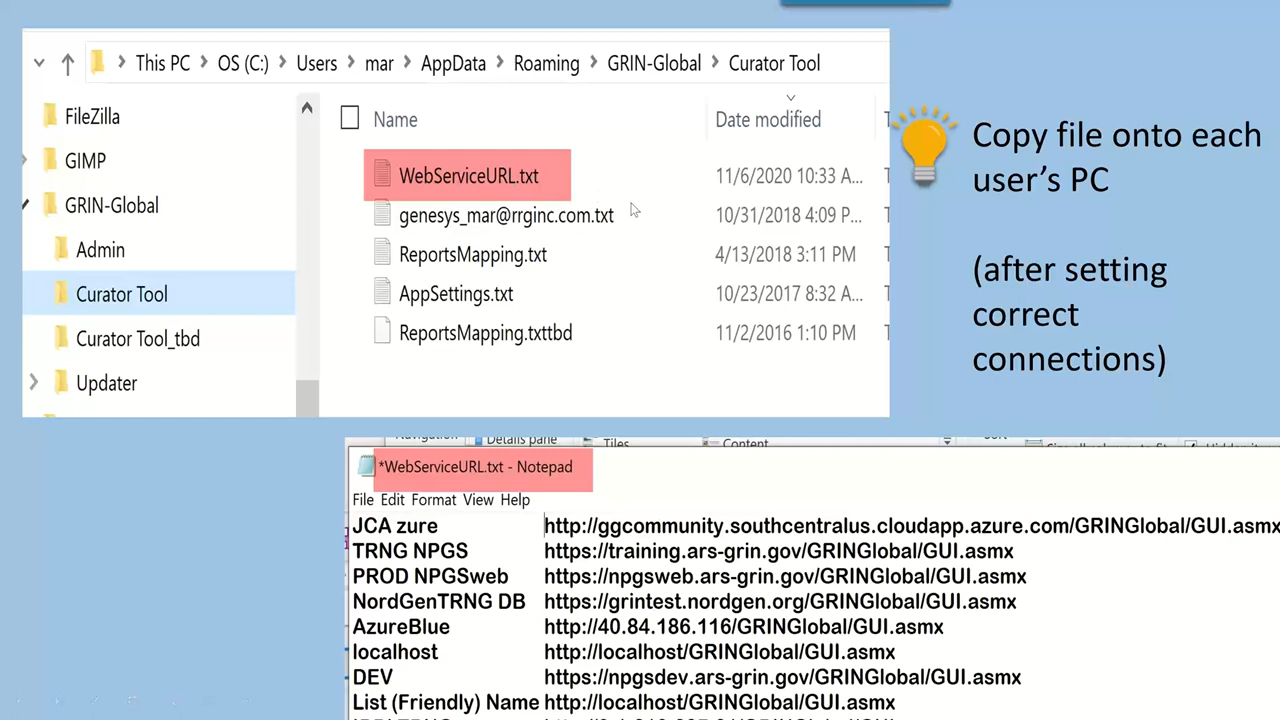 This PC > OS (C:) > Users > mar > AppData > Roaming > GRIN-Global > Curator Tool
FileZilla
GIMP
GRIN-Global
Admin
Curator Tool
Curator Tool_tbd
Updater
Name Date modified
WebServiceURL.txt 11/6/2020 10:33 A...
genesys_mar@rrginc.com.txt 10/31/2018 4:09 P...
ReportsMapping.txt 4/13/2018 3:11 PM
AppSettings.txt 10/23/2017 8:32 A...
ReportsMapping.txttbd 11/2/2016 1:10 PM
Copy file onto each
user's PC
(after setting
correct
connections)
Details pane Tiles Content
*WebServiceURL.txt - Notepad
File Edit Format View Help
JCA zure http://ggcommunity.southcentralus.cloudapp.azure.com/GRINGlobal/GUI.asmx
TRNG NPGS https://training.ars-grin.gov/GRINGlobal/GUI.asmx
PROD NPGSweb https://npgsweb.ars-grin.gov/GRINGlobal/GUI.asmx
NordGenTRNG DB https://grintest.nordgen.org/GRINGlobal/GUI.asmx
AzureBlue http://40.84.186.116/GRINGlobal/GUI.asmx
localhost http://localhost/GRINGlobal/GUI.asmx
DEV https://npgsdev.ars-grin.gov/GRINGlobal/GUI.asmx
List (Friendly) Name http://localhost/GRINGlobal/GUI.asmx